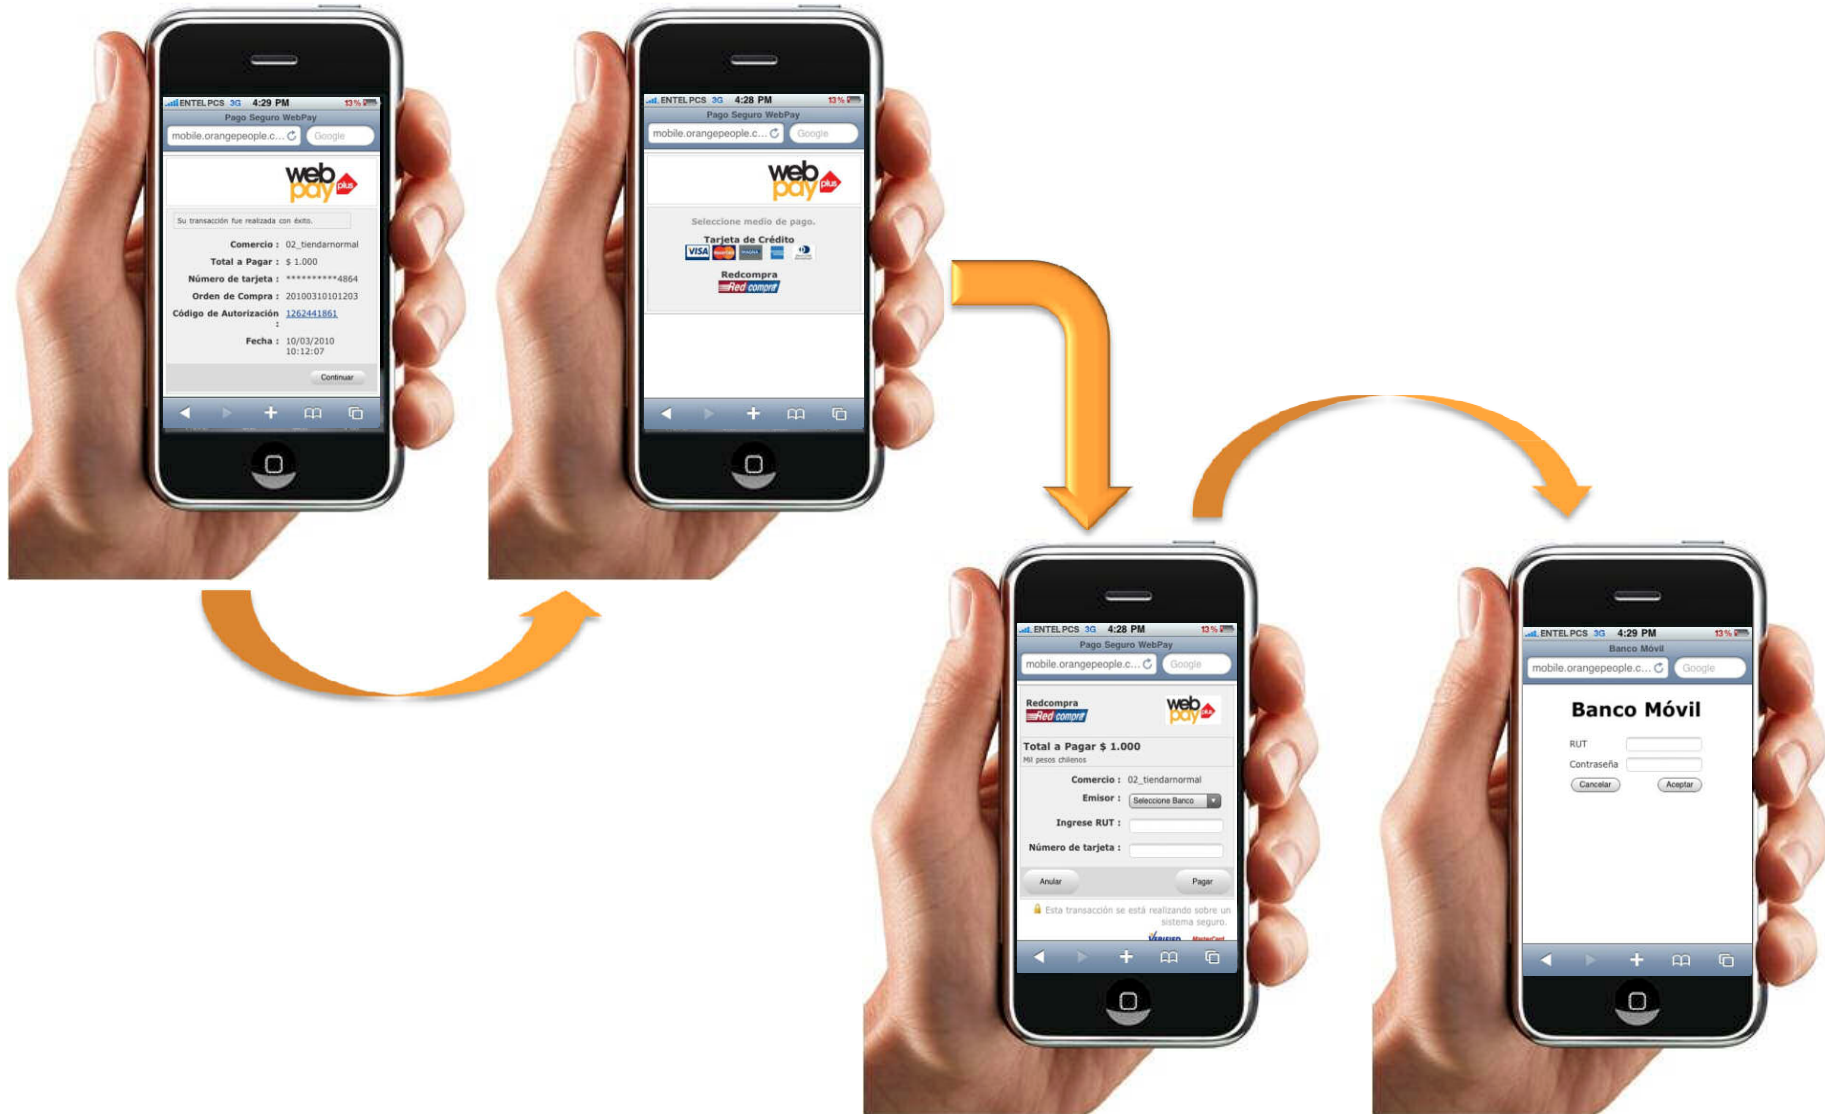 ENTEL PCS 3G 4:29 PM 13%
Pago Seguro WebPay
mobile.orangepeople.c... Google
web
pay plus
Su transacción fue realizada con éxito.
Comercio : 02_tiendarnormal
Total a Pagar : $ 1.000
Número de tarjeta : **********4864
Orden de Compra : 20100310101203
Código de Autorización : 1262441861
Fecha : 10/03/2010
10:12:07
Continuar
ENTEL PCS 3G 4:28 PM 13%
Pago Seguro WebPay
mobile.orangepeople.c... Google
web
pay plus
Seleccione medio de pago.
Tarjeta de Crédito
VISA
Redcompra
Red compra
ENTEL PCS 3G 4:28 PM 13%
Pago Seguro WebPay
mobile.orangepeople.c... Google
Redcompra
Red compra
web
pay plus
Total a Pagar $ 1.000
Mil pesos chilenos
Comercio : 02_tiendarnormal
Emisor : Seleccione Banco
Ingrese RUT :
Número de tarjeta :
Anular Pagar
Esta transacción se está realizando sobre un
sistema seguro.
VERIFIED MasterCard
ENTEL PCS 3G 4:29 PM 13%
Banco Móvil
mobile.orangepeople.c... Google
Banco Móvil
RUT
Contraseña
Cancelar Aceptar